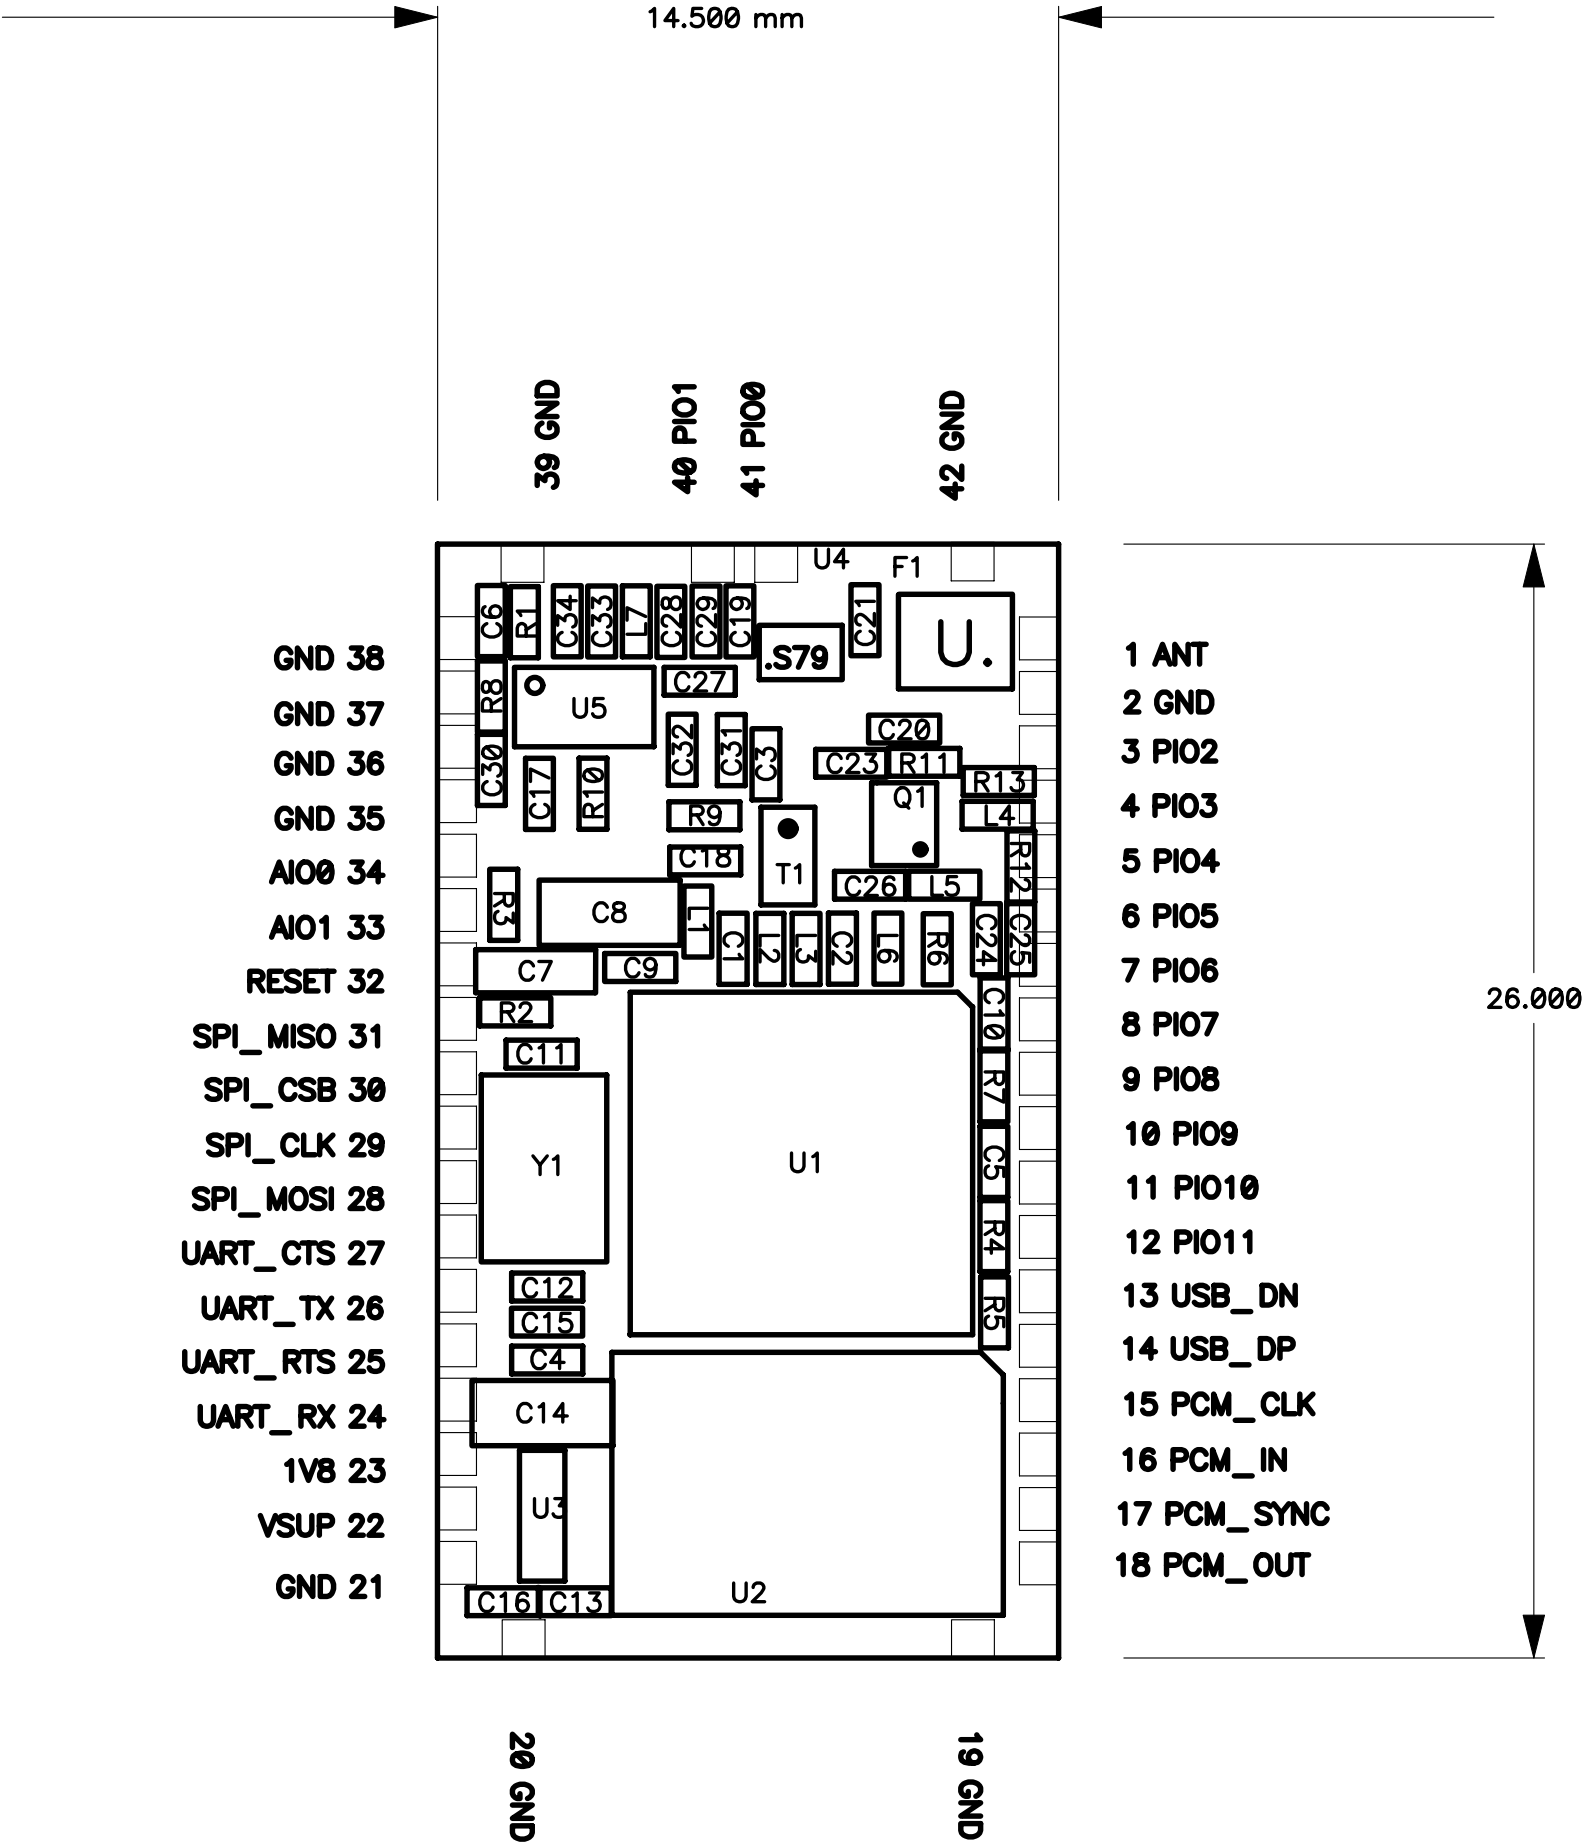 14.500 mm
39 GND
40 PIO1
41 PIO0
42 GND
U4
F1
C6
R1
C34
C33
L7
C28
C29
C19
C21
U.
.S79
GND 38
1 ANT
R8
U5
C27
GND 37
2 GND
C20
C32
C31
C3
C23
R11
GND 36
3 PIO2
C30
C17
R10
R13
Q1
GND 35
4 PIO3
R9
L4
C18
T1
R12
AIO0 34
5 PIO4
C26
L5
R3
C8
L1
AIO1 33
6 PIO5
C1
L2
L3
C2
L6
R6
C24
C25
C7
C9
RESET 32
7 PIO6
26.000
R2
C10
SPI_MISO 31
8 PIO7
C11
R7
SPI_CSB 30
9 PIO8
SPI_CLK 29
10 PIO9
Y1
U1
C5
SPI_MOSI 28
11 PIO10
R4
UART_CTS 27
12 PIO11
C12
UART_TX 26
13 USB_DN
C15
R5
C4
UART_RTS 25
14 USB_DP
C14
UART_RX 24
15 PCM_CLK
1V8 23
16 PCM_IN
U3
VSUP 22
17 PCM_SYNC
GND 21
18 PCM_OUT
C16
C13
U2
20 GND
19 GND